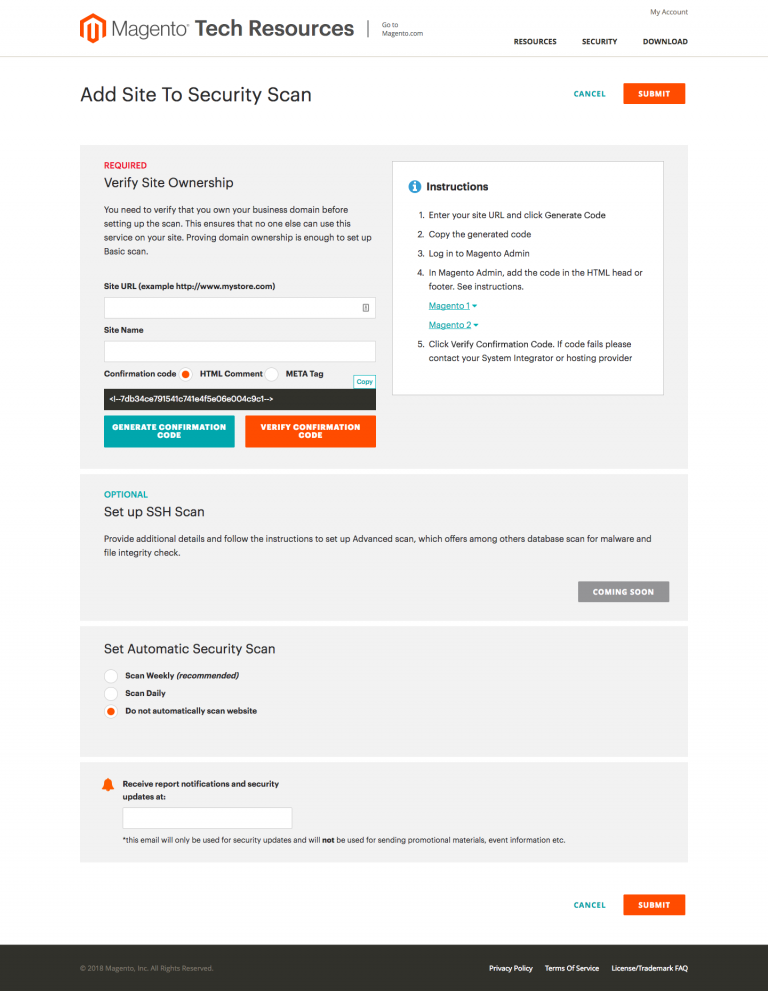 My Account
Magento® Tech Resources
Go to
Magento.com
RESOURCES SECURITY DOWNLOAD
Add Site To Security Scan
CANCEL SUBMIT
REQUIRED
Verify Site Ownership
You need to verify that you own your business domain before
setting up the scan. This ensures that no one else can use this
service on your site. Proving domain ownership is enough to set up
Basic scan.
Site URL (example http://www.mystore.com)
Site Name
Confirmation code HTML Comment META Tag
Copy
<!--7db34ce791541c741e4f5e06e004c9c1-->
GENERATE CONFIRMATION
CODE
VERIFY CONFIRMATION
CODE
Instructions
1. Enter your site URL and click Generate Code
2. Copy the generated code
3. Log in to Magento Admin
4. In Magento Admin, add the code in the HTML head or
footer. See instructions.
Magento 1
Magento 2
5. Click Verify Confirmation Code. If code fails please
contact your System Integrator or hosting provider
OPTIONAL
Set up SSH Scan
Provide additional details and follow the instructions to set up Advanced scan, which offers among others database scan for malware and
file integrity check.
COMING SOON
Set Automatic Security Scan
Scan Weekly (recommended)
Scan Daily
Do not automatically scan website
Receive report notifications and security
updates at:
*this email will only be used for security updates and will not be used for sending promotional materials, event information etc.
CANCEL SUBMIT
© 2018 Magento, Inc. All Rights Reserved.
Privacy Policy Terms Of Service License/Trademark FAQ